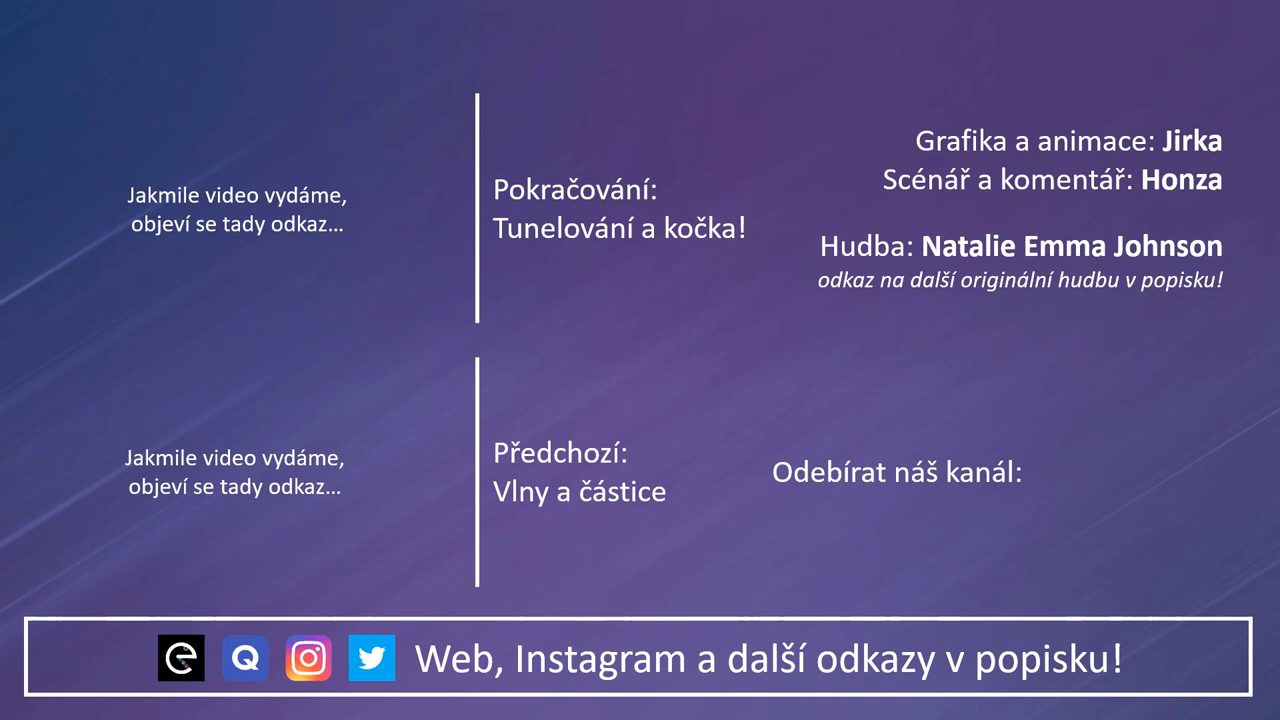 Jakmile video vydáme,
objeví se tady odkaz...
Pokračování:
Tunelování a kočka!
Grafika a animace: Jirka
Scénář a komentář: Honza
Hudba: Natalie Emma Johnson
odkaz na další originální hudbu v popisku!
Jakmile video vydáme,
objeví se tady odkaz...
Předchozí:
Vlny a částice
Odebírat náš kanál:
Web, Instagram a další odkazy v popisku!